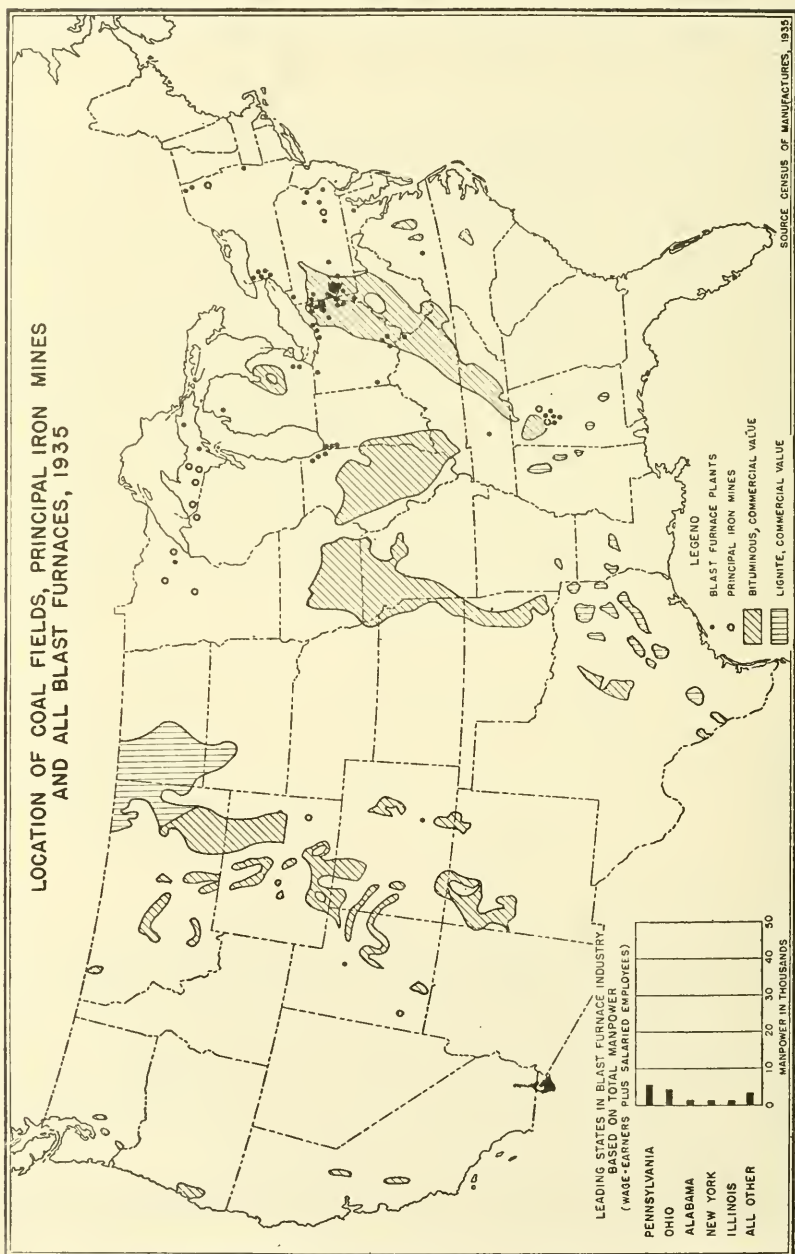 LOCATION OF COAL FIELDS, PRINCIPAL IRON MINES
AND ALL BLAST FURNACES, 1935
LEGEND
BLAST FURNACE PLANTS
PRINCIPAL IRON MINES
BITUMINOUS, COMMERCIAL VALUE
LIGNITE, COMMERCIAL VALUE
SOURCE CENSUS OF MANUFACTURES, 1935
LEADING STATES IN BLAST FURNACE INDUSTRY
BASED ON TOTAL MANPOWER
(WAGE-EARNERS PLUS SALARIED EMPLOYEES)
PENNSYLVANIA
OHIO
ALABAMA
NEW YORK
ILLINOIS
ALL OTHER
0 10 20 30 40 50
MANPOWER IN THOUSANDS